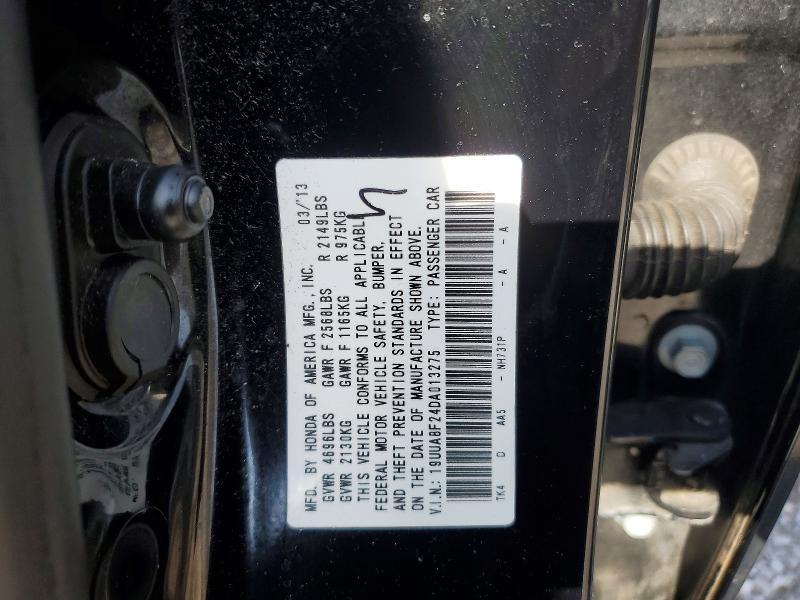 MFD. BY HONDA OF AMERICA MFG., INC. 03/'13
GVWR 4696LBS GAWR F 2568LBS R 2149LBS
GVWR 2130KG GAWR F 1165KG R 975KG
THIS VEHICLE CONFORMS TO ALL APPLICABLE
FEDERAL MOTOR VEHICLE SAFETY, BUMPER,
AND THEFT PREVENTION STANDARDS IN EFFECT
ON THE DATE OF MANUFACTURE SHOWN ABOVE.
V.I.N.: 19UUA8F24DA013275 TYPE: PASSENGER CAR
TK4 D AA5 - NH731P - A - A